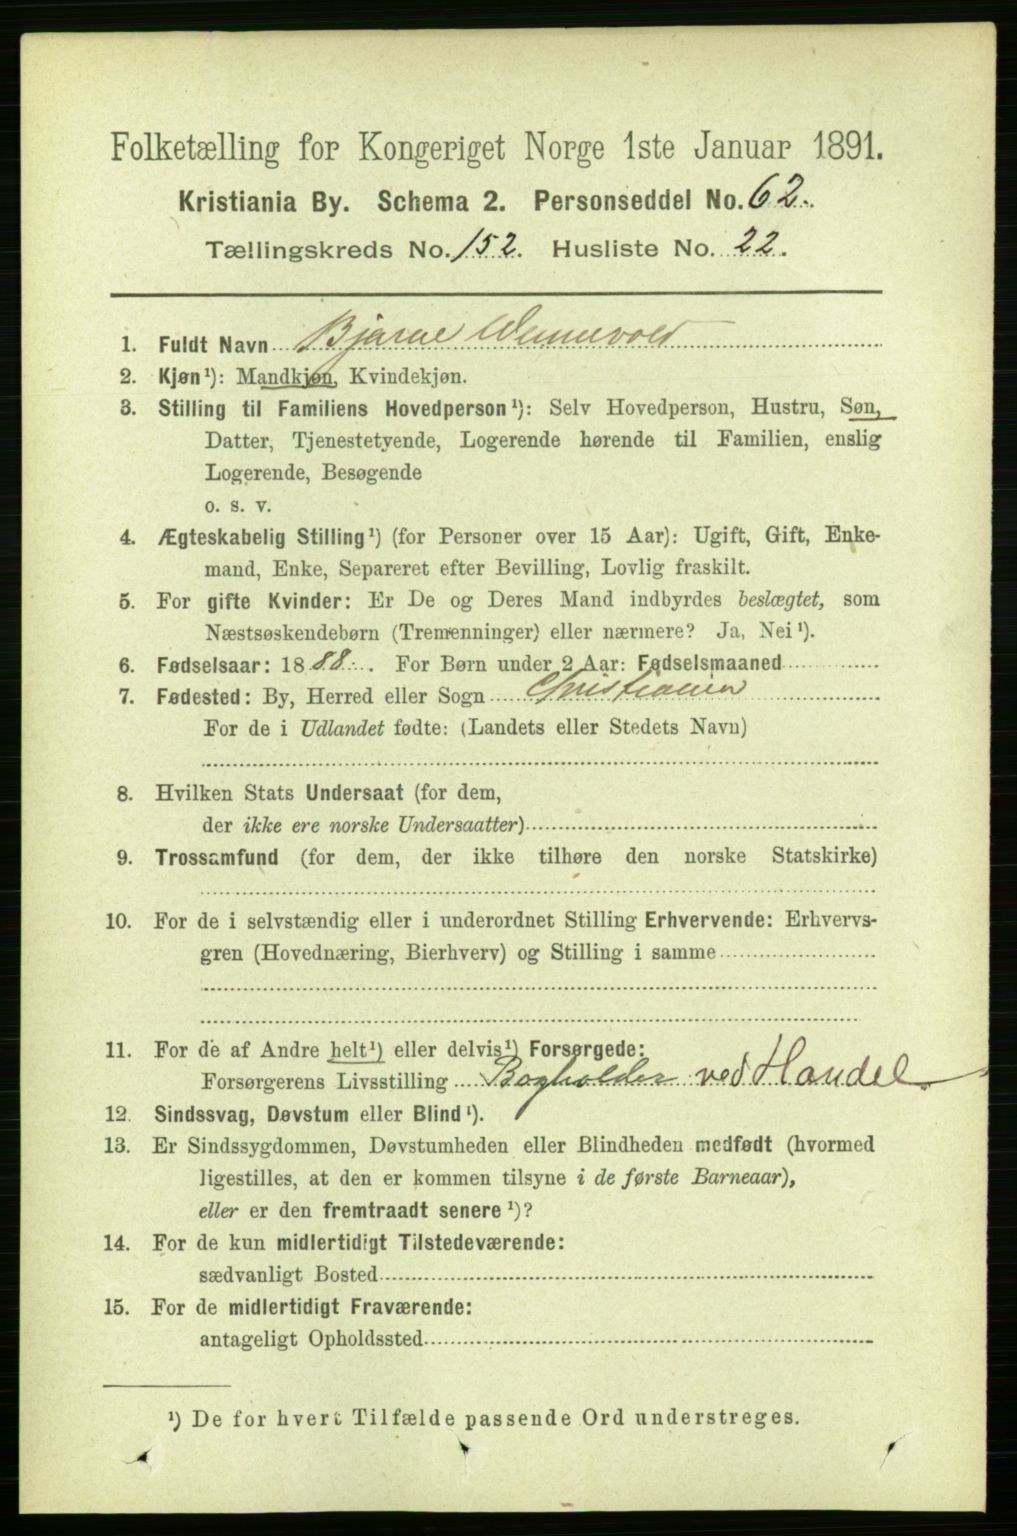 Folketælling for Kongeriget Norge 1ste Januar 1891.
Kristiania By. Schema 2. Personseddel No. 62.
Tællingskreds No. 152. Husliste No. 22.
1. Fuldt Navn Bjarne Wennevold
2. Kjøn¹): Mandkjøn, Kvindekjøn.
3. Stilling til Familiens Hovedperson¹): Selv Hovedperson, Hustru, Søn,
Datter, Tjenestetyende, Logerende hørende til Familien, enslig
Logerende, Besøgende
o. s. v.
4. Ægteskabelig Stilling¹) (for Personer over 15 Aar): Ugift, Gift, Enke-
mand, Enke, Separeret efter Bevilling, Lovlig fraskilt.
5. For gifte Kvinder: Er De og Deres Mand indbyrdes beslægtet, som
Næstsøskendebørn (Tremenninger) eller nærmere? Ja, Nei¹).
6. Fødselsaar: 1888. For Børn under 2 Aar: Fødselsmaaned
7. Fødested: By, Herred eller Sogn Christiania
For de i Udlandet fødte: (Landets eller Stedets Navn)
8. Hvilken Stats Undersaat (for dem,
der ikke ere norske Undersaatter)
9. Trossamfund (for dem, der ikke tilhøre den norske Statskirke)
10. For de i selvstændig eller i underordnet Stilling Erhvervende: Erhvervs-
gren (Hovednæring, Bierhverv) og Stilling i samme
11. For de af Andre helt¹) eller delvis¹) Forsørgede:
Forsørgerens Livsstilling Bogholder ved Handel
12. Sindssvag, Døvstum eller Blind¹).
13. Er Sindssygdommen, Døvstumheden eller Blindheden medfødt (hvormed
ligestilles, at den er kommen tilsyne i de første Barneaar),
eller er den fremtraadt senere¹)?
14. For de kun midlertidigt Tilstedeværende:
sædvanligt Bosted
15. For de midlertidigt Fraværende:
antageligt Opholdssted
¹) De for hvert Tilfælde passende Ord understreges.